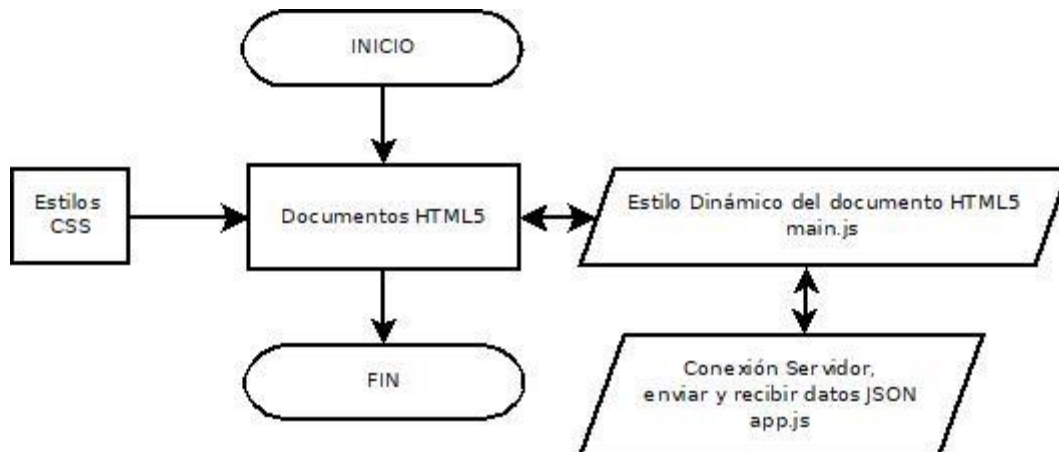 INICIO
Estilos
CSS
Documentos HTML5
Estilo Dinámico del documento HTML5
main.js
FIN
Conexión Servidor,
enviar y recibir datos JSON
app.js